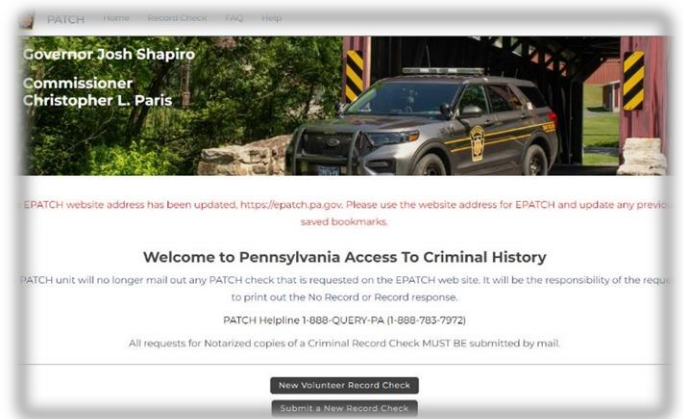 PATCH Home Record Check FAQ Help
Governor Josh Shapiro
Commissioner
Christopher L. Paris
EPATCH website address has been updated, https://epatch.pa.gov. Please use the website address for EPATCH and update any
saved bookmarks.
Welcome to Pennsylvania Access To Criminal History
PATCH unit will no longer mail out any PATCH check that is requested on the EPATCH web site. It will be the responsibility of the
to print out the No Record or Record response.
PATCH Helpline 1-888-QUERY-PA (1-888-783-7972)
All requests for Notarized copies of a Criminal Record Check MUST BE submitted by mail.
New Volunteer Record Check
Submit a New Record Check